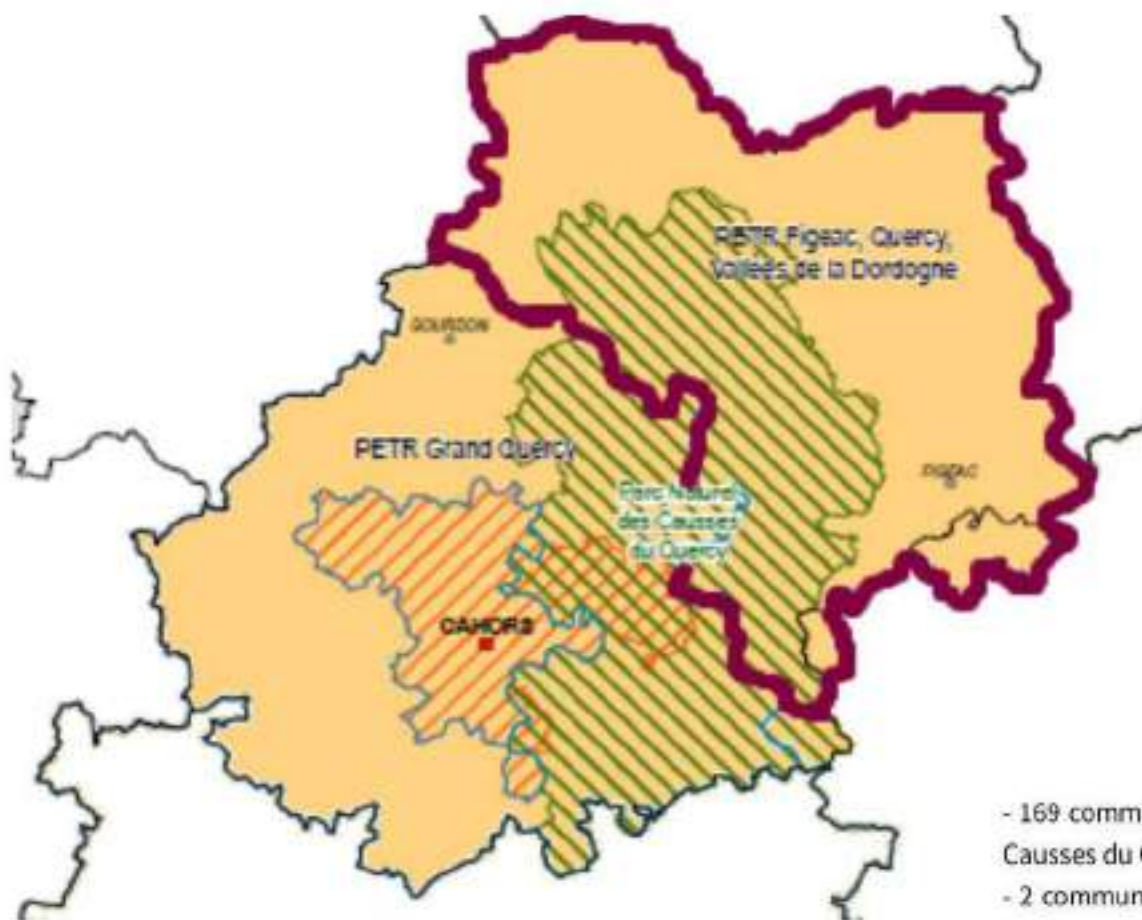 PETR Figeac, Quercy,
Vallées de la Dordogne
GOURDON
PETR Grand Quercy
FIGEAC
Parc Naturel
des Causses
du Quercy
CAHORS
- 169 comm
Causses du
- 2 commun